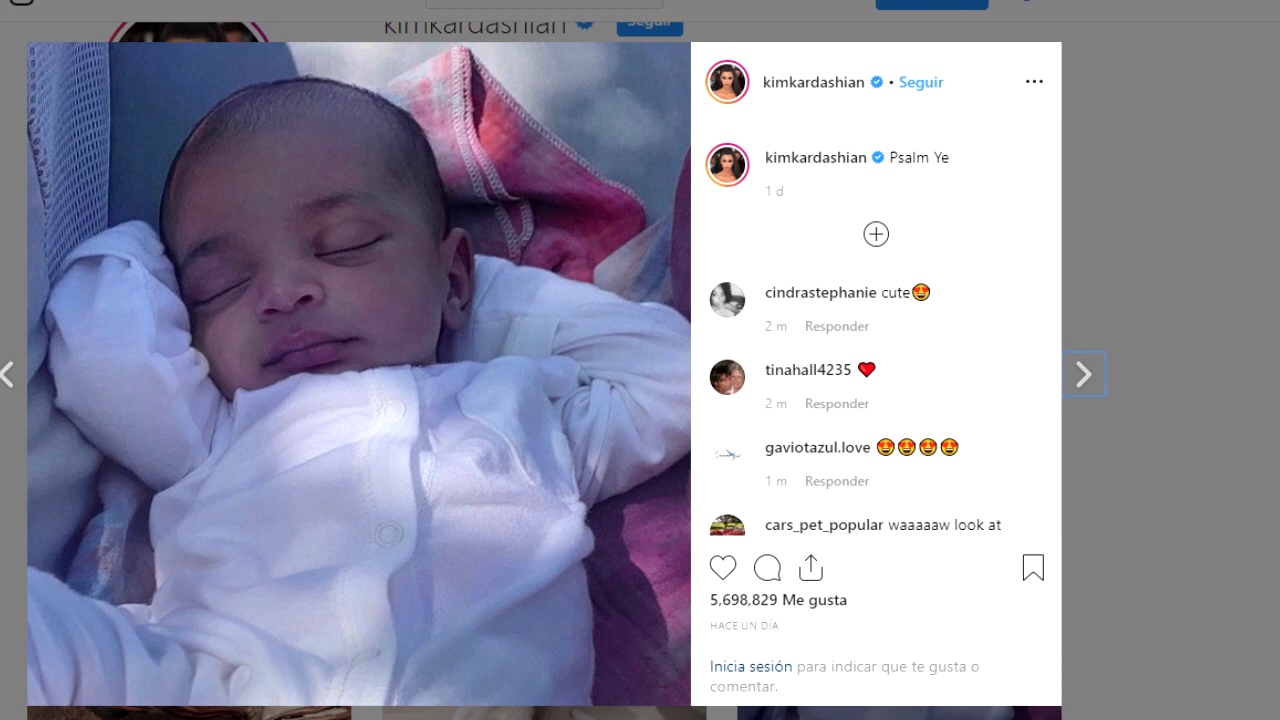 kimkardashian Seguir
kimkardashian • Seguir
kimkardashian Psalm Ye
1 d
cindrastephanie cute😍
2 m Responder
tinahall4235 ❤
2 m Responder
gaviotazul.love 😍😍😍😍
1 m Responder
cars_pet_popular waaaaaw look at
5,698,829 Me gusta
HACE UN DÍA
Inicia sesión para indicar que te gusta o
comentar.